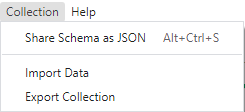 Collection Help
Share Schema as JSON Alt+Ctrl+S
Import Data
Export Collection